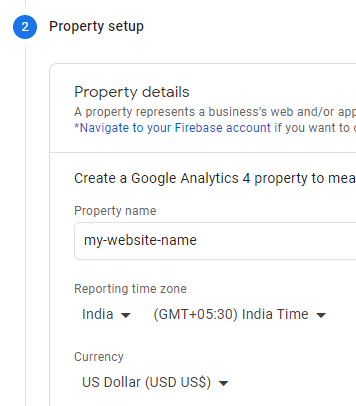 2 Property setup
Property details
A property represents a business's web and/or app
*Navigate to your Firebase account if you want to
Create a Google Analytics 4 property to mea
Property name
my-website-name
Reporting time zone
India (GMT+05:30) India Time
Currency
US Dollar (USD US$)